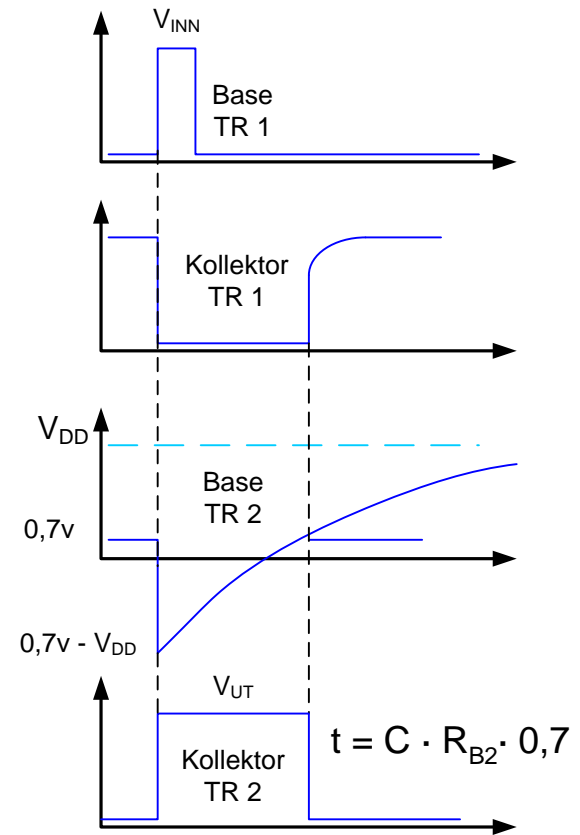 V_INN
Base
TR 1
Kollektor
TR 1
V_DD
Base
TR 2
0,7v
0,7v - V_DD
V_UT
t = C · R_B2 · 0,7
Kollektor
TR 2